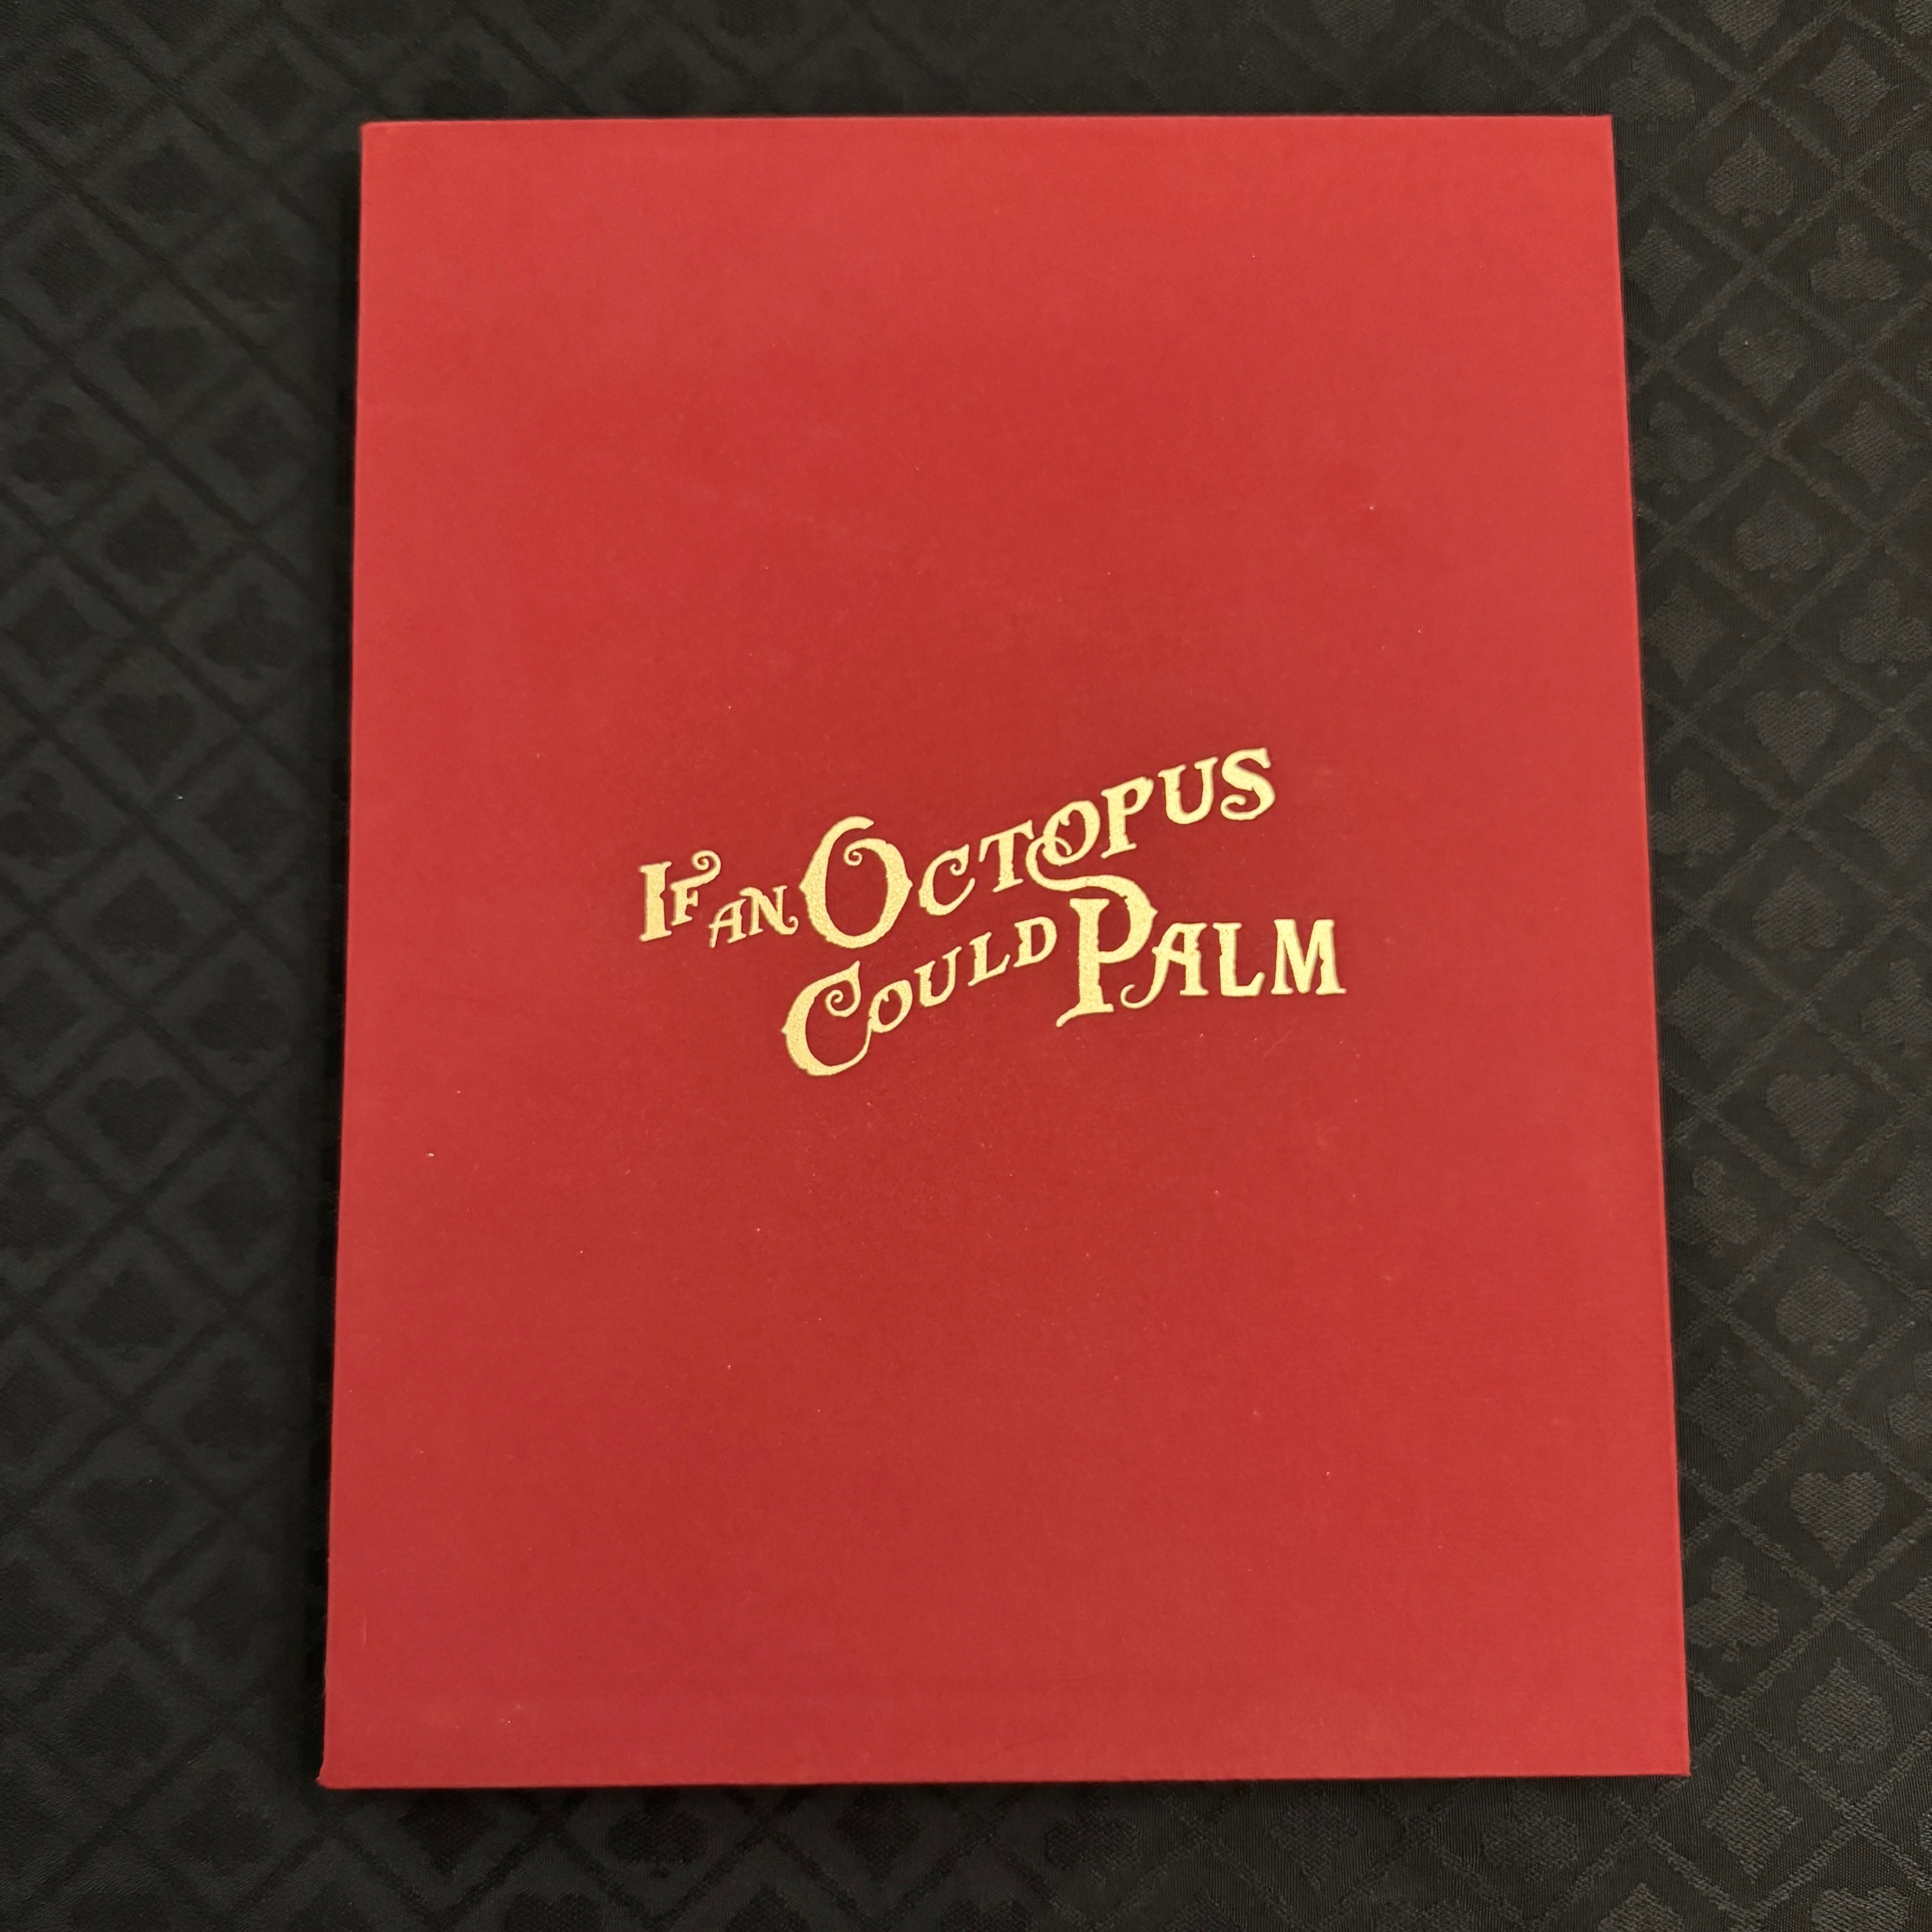 If an Octopus
Could Palm